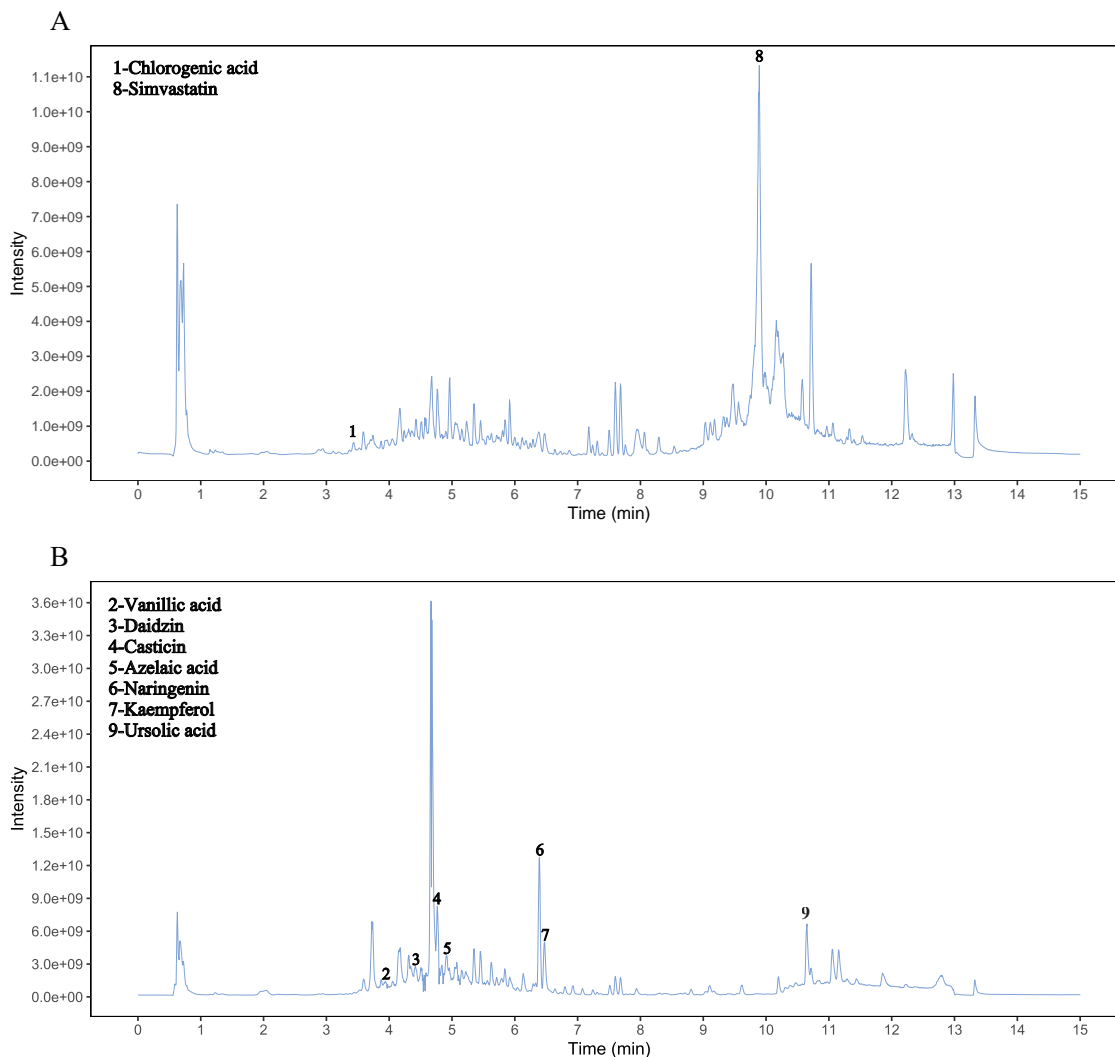 A
1-Chlorogenic acid
8-Simvastatin
8
1
1.1e+10
1.0e+10
9.0e+09
8.0e+09
7.0e+09
6.0e+09
5.0e+09
4.0e+09
3.0e+09
2.0e+09
1.0e+09
0.0e+00
Intensity
0 1 2 3 4 5 6 7 8 9 10 11 12 13 14 15
Time (min)
B
2-Vanillic acid
3-Daidzin
4-Casticin
5-Azelaic acid
6-Naringenin
7-Kaempferol
9-Ursolic acid
2
3
4
5
6
7
9
3.6e+10
3.3e+10
3.0e+10
2.7e+10
2.4e+10
2.1e+10
1.8e+10
1.5e+10
1.2e+10
9.0e+09
6.0e+09
3.0e+09
0.0e+00
Intensity
0 1 2 3 4 5 6 7 8 9 10 11 12 13 14 15
Time (min)